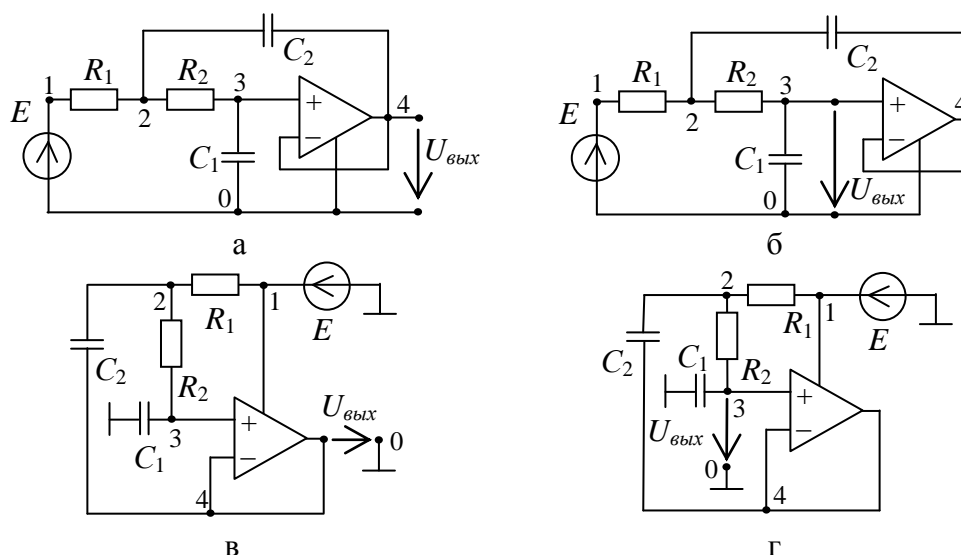 C₂
1 R₁ R₂ 3
E 2 + 4
−
C₁ Uвых
0
а
C₂
1 R₁ R₂ 3 4
E 2 +
−
C₁ Uвых
0
б
2 R₁ 1 E
C₂ R₂
C₁ 3 + Uвых 0
4 −
в
2 R₁ 1 E
C₂ C₁ R₂
3 +
Uвых −
0 4
г